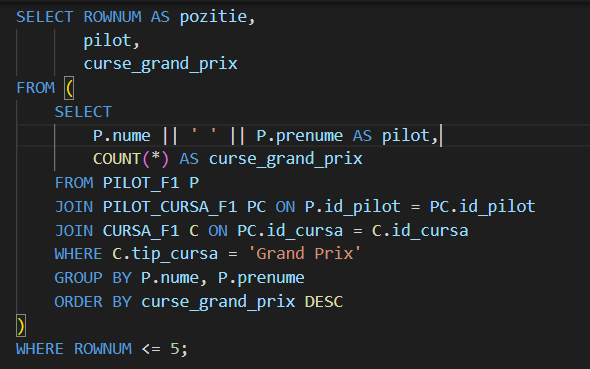 SELECT ROWNUM AS pozitie,
       pilot,
       curse_grand_prix
FROM (
    SELECT
        P.nume || ' ' || P.prenume AS pilot,
        COUNT(*) AS curse_grand_prix
    FROM PILOT_F1 P
    JOIN PILOT_CURSA_F1 PC ON P.id_pilot = PC.id_pilot
    JOIN CURSA_F1 C ON PC.id_cursa = C.id_cursa
    WHERE C.tip_cursa = 'Grand Prix'
    GROUP BY P.nume, P.prenume
    ORDER BY curse_grand_prix DESC
)
WHERE ROWNUM <= 5;